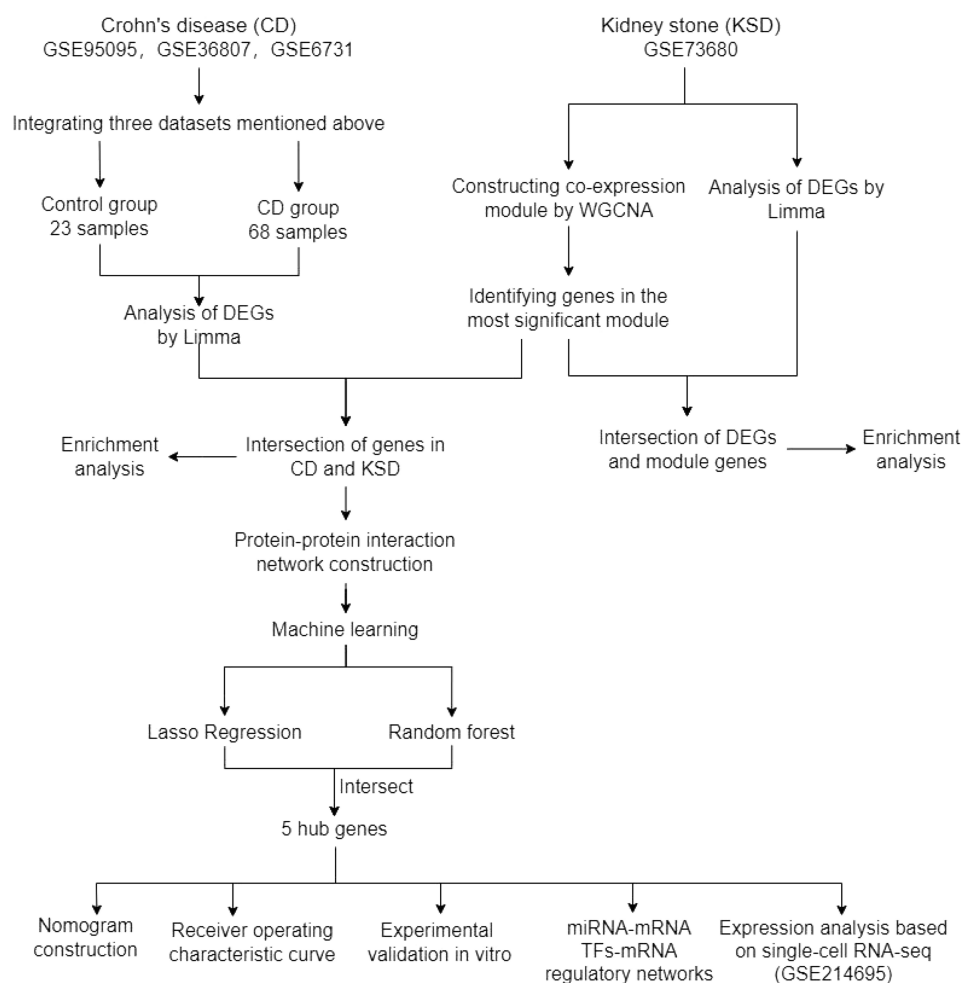 Crohn's disease (CD)
GSE95095, GSE36807, GSE6731
Kidney stone (KSD)
GSE73680
Integrating three datasets mentioned above
Control group
23 samples
CD group
68 samples
Constructing co-expression
module by WGCNA
Analysis of DEGs by
Limma
Analysis of DEGs
by Limma
Identifying genes in the
most significant module
Enrichment
analysis
Intersection of genes in
CD and KSD
Intersection of DEGs
and module genes
Enrichment
analysis
Protein-protein interaction
network construction
Machine learning
Lasso Regression
Random forest
Intersect
5 hub genes
Nomogram
construction
Receiver operating
characteristic curve
Experimental
validation in vitro
miRNA-mRNA
TFs-mRNA
regulatory networks
Expression analysis based
on single-cell RNA-seq
(GSE214695)